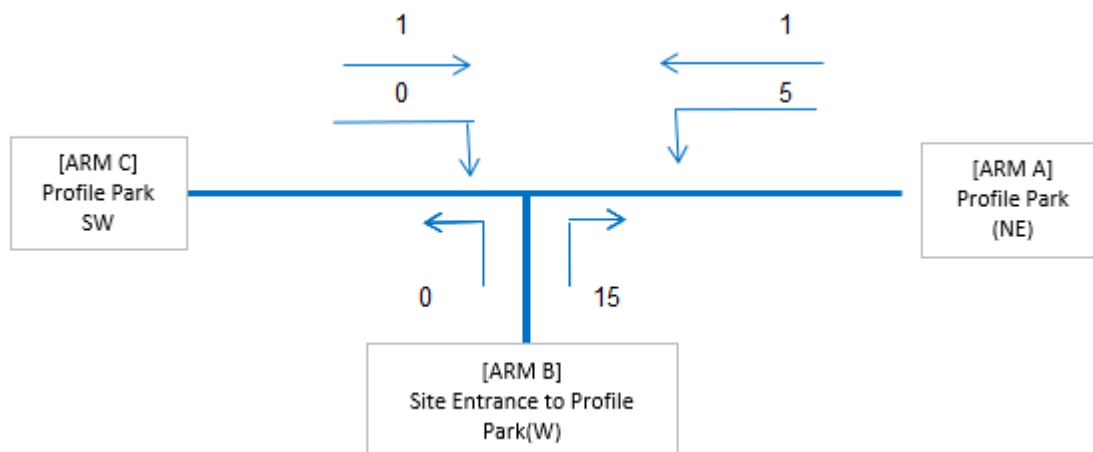 1
1
0
5
[ARM C]
Profile Park
SW
[ARM A]
Profile Park
(NE)
0
15
[ARM B]
Site Entrance to Profile
Park(W)